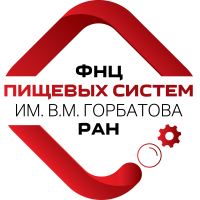 ФНЦ
ПИЩЕВЫХ СИСТЕМ
ИМ. В.М. ГОРБАТОВА
РАН